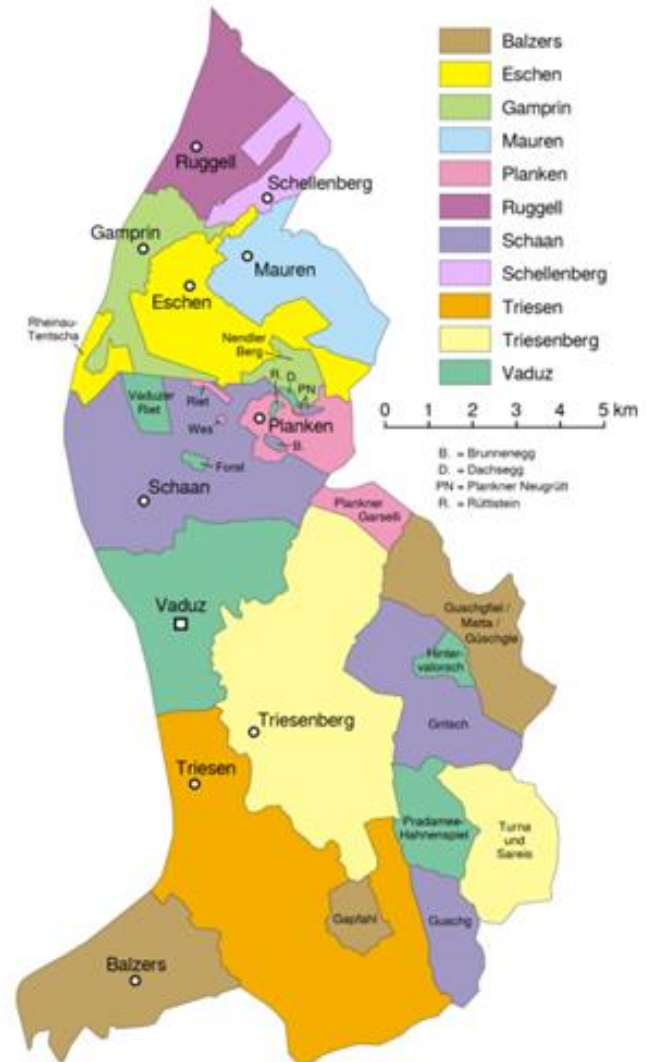 Balzers
Eschen
Gamprin
Mauren
Planken
Ruggell
Schaan
Schellenberg
Triesen
Triesenberg
Vaduz
0 1 2 3 4 5 km
B. = Brunnenegg
D. = Dachsegg
PN = Plankner Neugrütt
R. = Rüttistein
Ruggell
Schellenberg
Gamprin
Mauren
Eschen
Rheinau-
Tentscha
Nendler
Berg
R. D.
PN
Vaduzer
Riet
Riet
Wes
Planken
B.
Forst
Schaan
Plankner
Garselli
Vaduz
Guschgfiel /
Matta /
Güschgle
Hinter-
valorsch
Gritsch
Triesenberg
Triesen
Pradamee-
Hahnenspiel
Turna
und
Sareis
Gapfahl
Guschg
Balzers